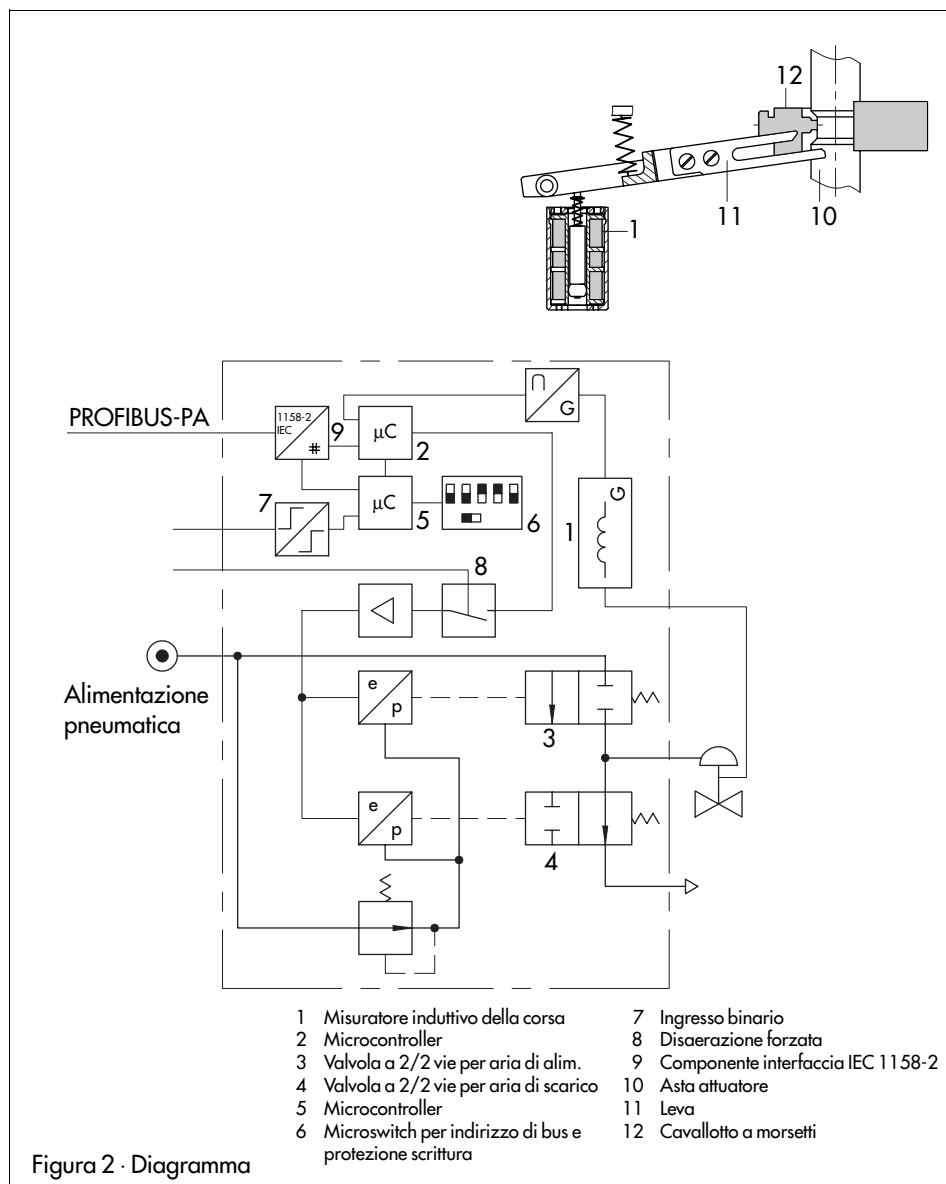 12
1
11
10
PROFIBUS-PA
1158-2
IEC
#
9
µC
2
G
7
µC
5
6
1
G
8
Alimentazione
pneumatica
e
p
3
e
p
4
1 Misuratore induttivo della corsa
2 Microcontroller
3 Valvola a 2/2 vie per aria di alim.
4 Valvola a 2/2 vie per aria di scarico
5 Microcontroller
6 Microswitch per indirizzo di bus e
protezione scrittura
7 Ingresso binario
8 Disaerazione forzata
9 Componente interfaccia IEC 1158-2
10 Asta attuatore
11 Leva
12 Cavallotto a morsetti
Figura 2 · Diagramma